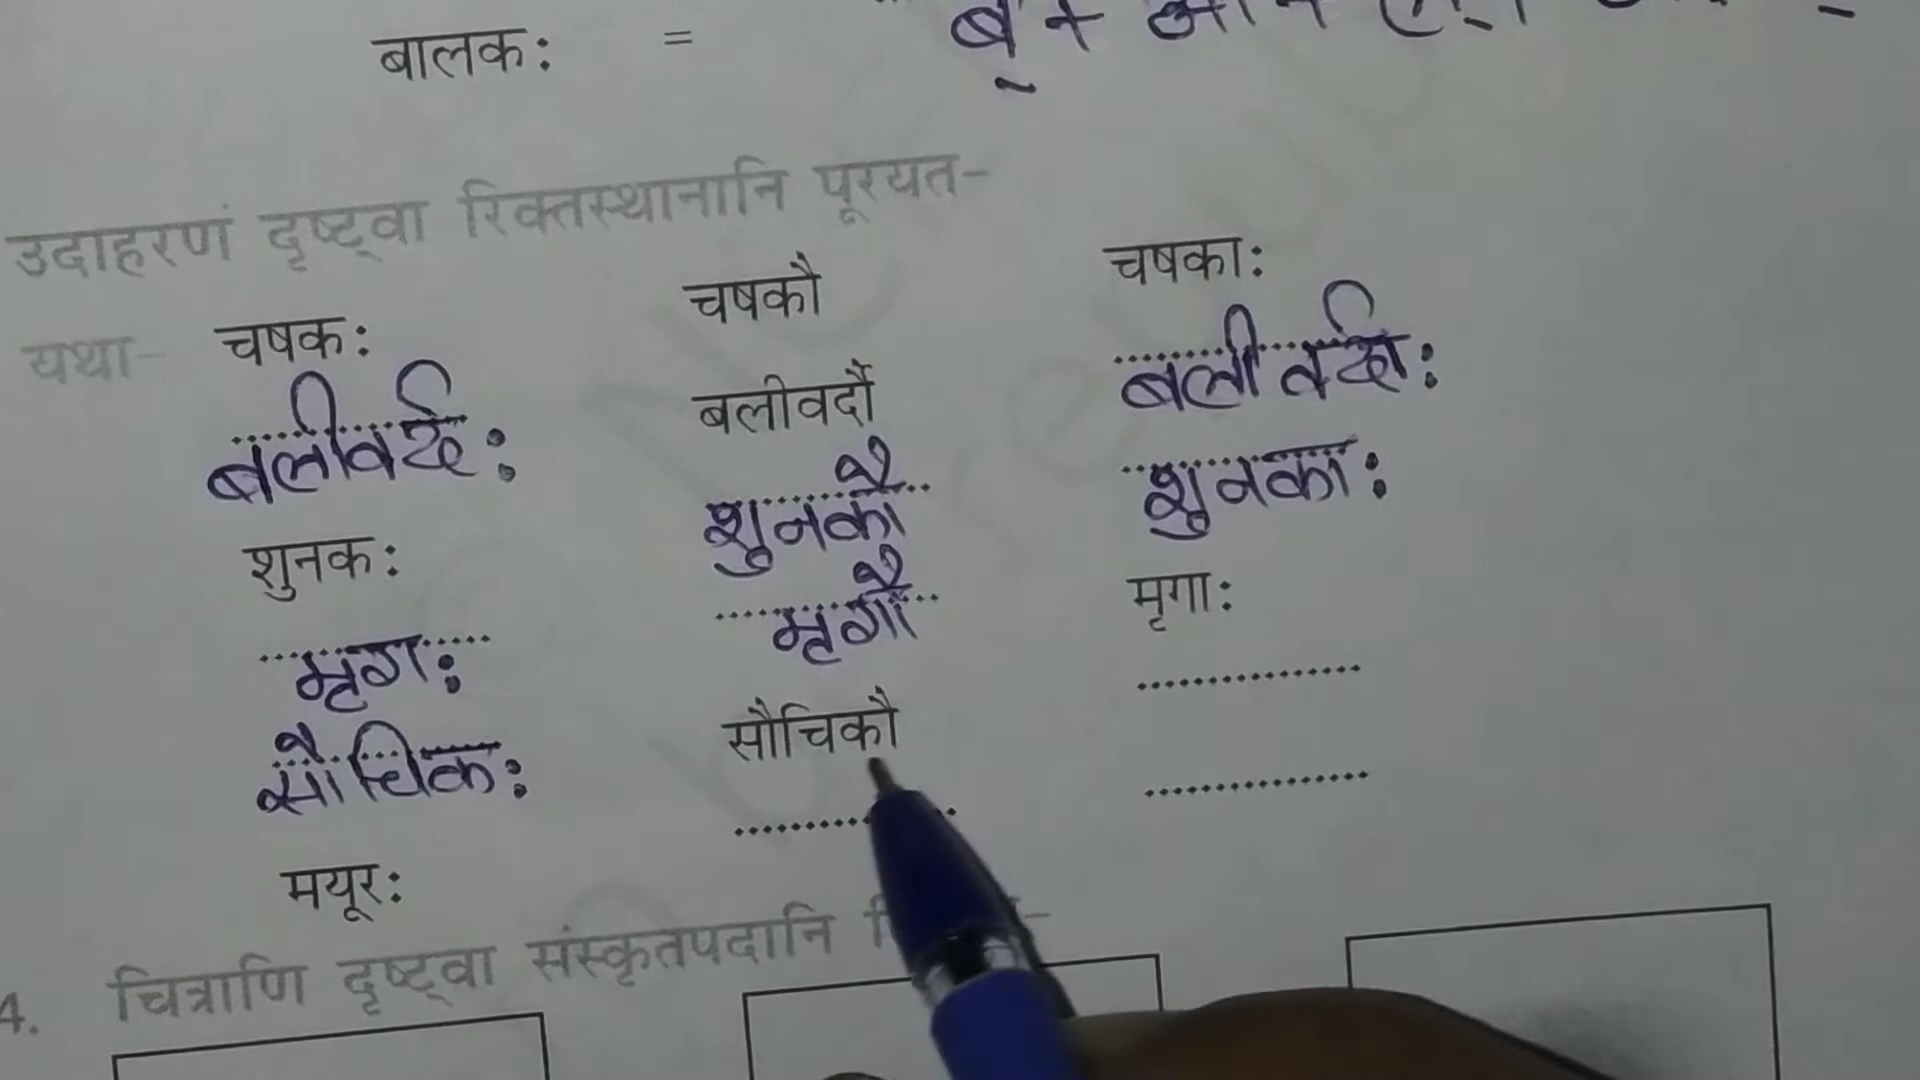 बालकः =
उदाहरणं दृष्ट्वा रिक्तस्थानानि पूरयत-
यथा- चषकः चषकौ चषकाः
बलीवर्दः बलीवर्दौ बलीवर्दाः
शुनकः शुनकौ शुनकाः
मृगः मृगौ मृगाः
सौचिकः सौचिकौ ..............
मयूरः .............. ..............
4. चित्राणि दृष्ट्वा संस्कृतपदानि